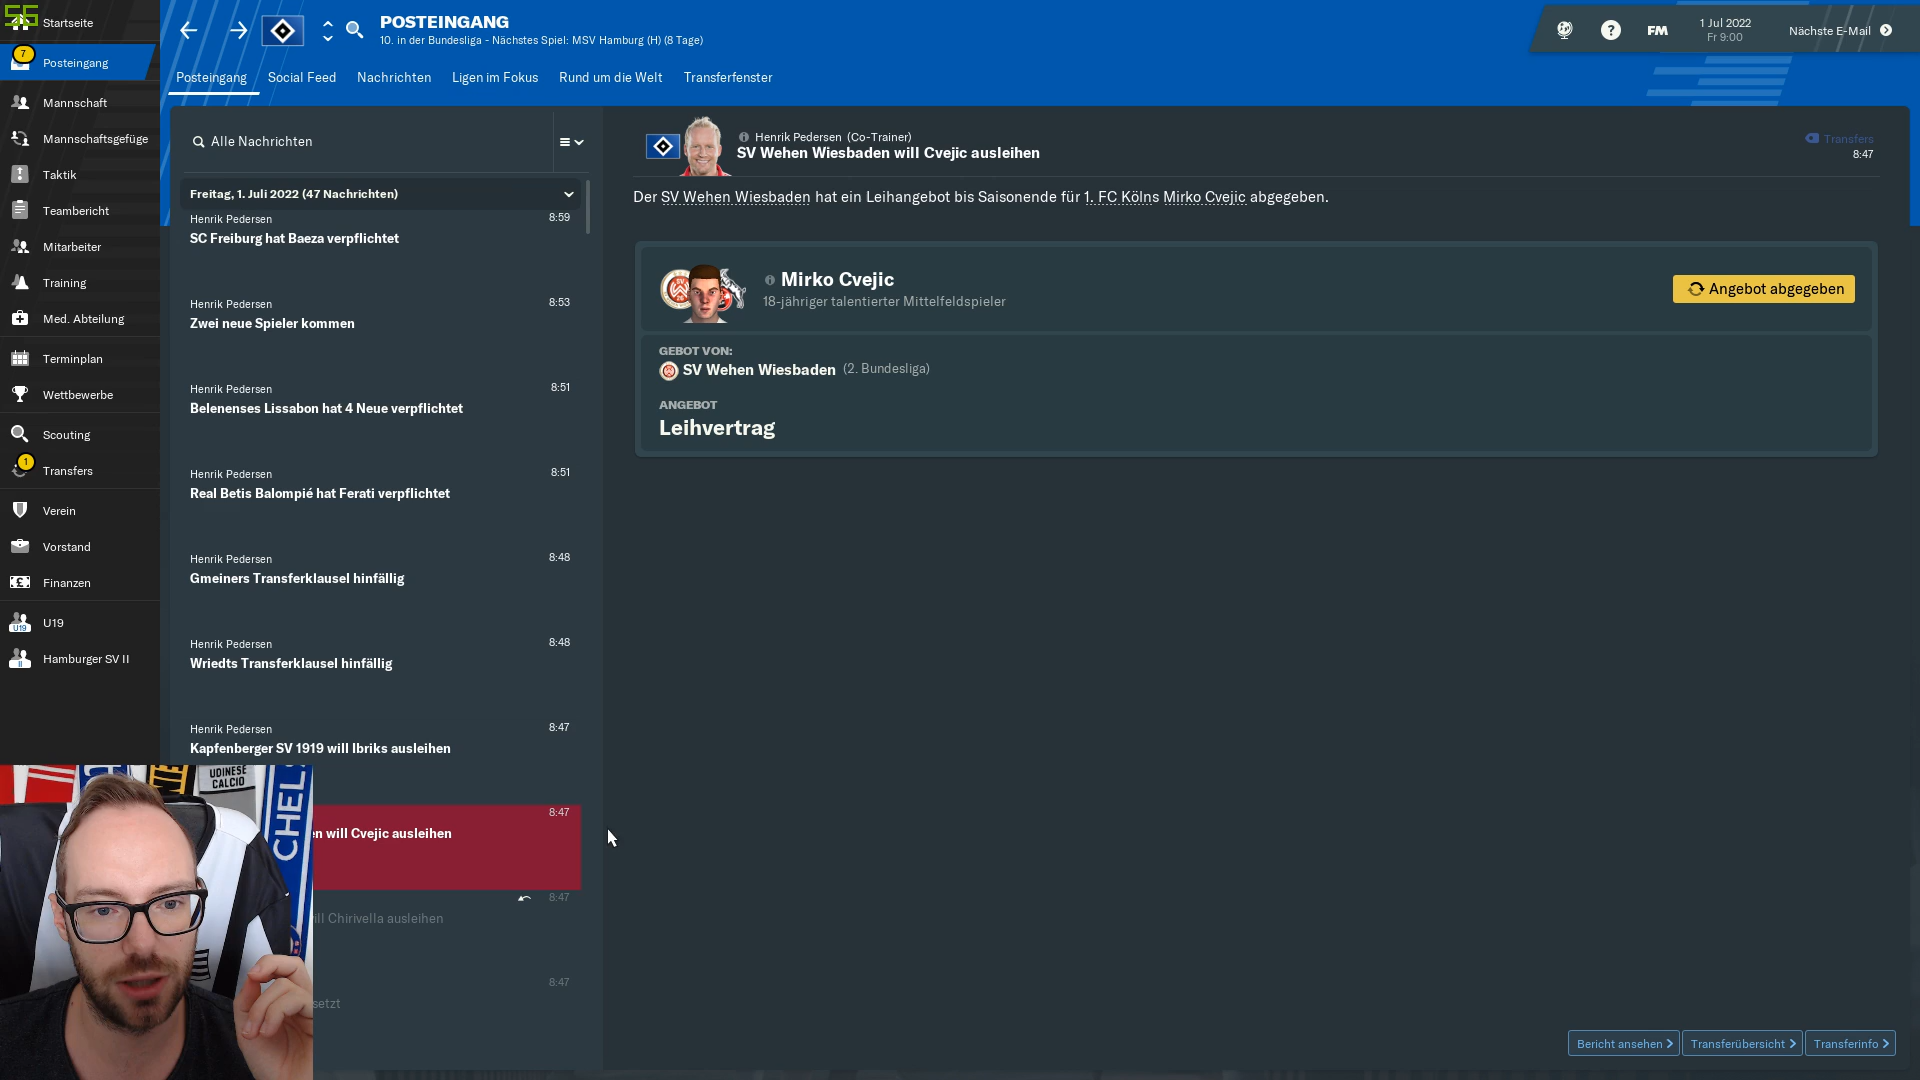 Startseite
7
Posteingang
Mannschaft
Mannschaftsgefüge
Taktik
Teambericht
Mitarbeiter
Training
Med. Abteilung
Terminplan
Wettbewerbe
Scouting
1
Transfers
Verein
Vorstand
Finanzen
U19
U19
II
Hamburger SV II
POSTEINGANG
10. in der Bundesliga - Nächstes Spiel: MSV Hamburg (H) (8 Tage)
FM
1 Jul 2022
Fr 9:00
Nächste E-Mail
Posteingang Social Feed Nachrichten Ligen im Fokus Rund um die Welt Transferfenster
Alle Nachrichten
Freitag, 1. Juli 2022 (47 Nachrichten)
Henrik Pedersen 8:59
SC Freiburg hat Baeza verpflichtet
Henrik Pedersen 8:53
Zwei neue Spieler kommen
Henrik Pedersen 8:51
Belenenses Lissabon hat 4 Neue verpflichtet
Henrik Pedersen 8:51
Real Betis Balompié hat Ferati verpflichtet
Henrik Pedersen 8:48
Gmeiners Transferklausel hinfällig
Henrik Pedersen 8:48
Wriedts Transferklausel hinfällig
Henrik Pedersen 8:47
Kapfenberger SV 1919 will Ibriks ausleihen
8:47
en will Cvejic ausleihen
8:47
ill Chirivella ausleihen
8:47
setzt
Henrik Pedersen (Co-Trainer)
SV Wehen Wiesbaden will Cvejic ausleihen
Transfers
8:47
Der SV Wehen Wiesbaden hat ein Leihangebot bis Saisonende für 1. FC Kölns Mirko Cvejic abgegeben.
Mirko Cvejic
18-jähriger talentierter Mittelfeldspieler
Angebot abgegeben
GEBOT VON:
SV Wehen Wiesbaden (2. Bundesliga)
ANGEBOT
Leihvertrag
Bericht ansehen Transferübersicht Transferinfo
UDINESE
CALCIO
CHELS